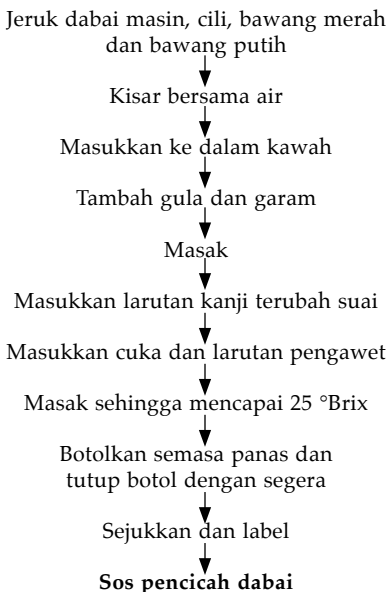 Jeruk dabai masin, cili, bawang merah
dan bawang putih
Kisar bersama air
Masukkan ke dalam kawah
Tambah gula dan garam
Masak
Masukkan larutan kanji terubah suai
Masukkan cuka dan larutan pengawet
Masak sehingga mencapai 25 °Brix
Botolkan semasa panas dan
tutup botol dengan segera
Sejukkan dan label
Sos pencicah dabai